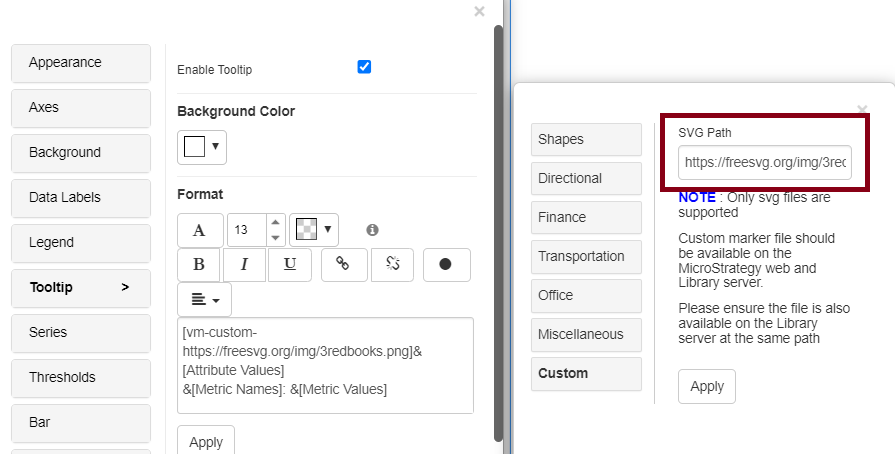 ×
Appearance
Axes
Background
Data Labels
Legend
Tooltip >
Series
Thresholds
Bar
Enable Tooltip
Background Color
▼
Format
A 13 ▼
B I U
[vm-custom-
https://freesvg.org/img/3redbooks.png]&
[Attribute Values]
&[Metric Names]: &[Metric Values]
Apply
×
Shapes
Directional
Finance
Transportation
Office
Miscellaneous
Custom
SVG Path
https://freesvg.org/img/3red
NOTE : Only svg files are
supported
Custom marker file should
be available on the
MicroStrategy web and
Library server.
Please ensure the file is also
available on the Library
server at the same path
Apply